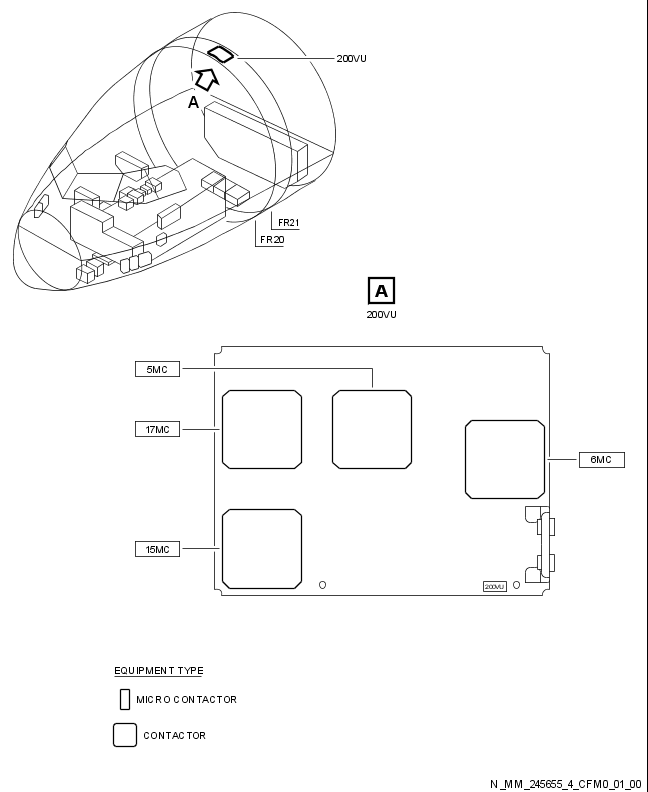 200VU
A
FR21
FR20
A
200VU
5MC
17MC
6MC
15MC
200VU
EQUIPMENT TYPE
MICRO CONTACTOR
CONTACTOR
N_MM_245655_4_CFM0_01_00